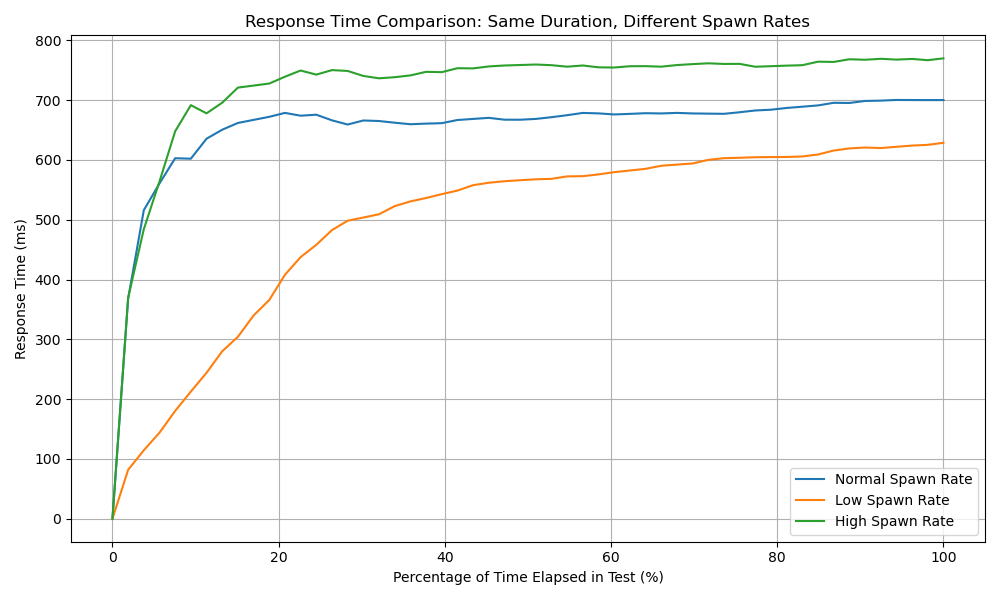 Response Time Comparison: Same Duration, Different Spawn Rates
800
700
600
500
400
300
200
100
0
Response Time (ms)
0 20 40 60 80 100
Percentage of Time Elapsed in Test (%)
Normal Spawn Rate
Low Spawn Rate
High Spawn Rate